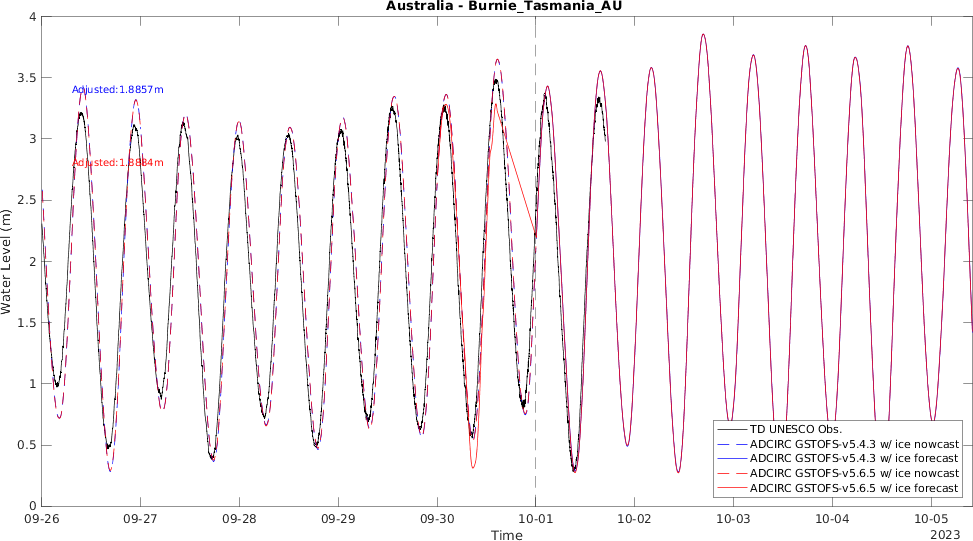 Australia - Burnie_Tasmania_AU
4
3.5
3
2.5
2
1.5
1
0.5
0
Water Level (m)
Adjusted:1.8857m
Adjusted:1.8884m
TD UNESCO Obs.
ADCIRC GSTOFS-v5.4.3 w/ ice nowcast
ADCIRC GSTOFS-v5.4.3 w/ ice forecast
ADCIRC GSTOFS-v5.6.5 w/ ice nowcast
ADCIRC GSTOFS-v5.6.5 w/ ice forecast
09-26 09-27 09-28 09-29 09-30 10-01 10-02 10-03 10-04 10-05
Time
2023